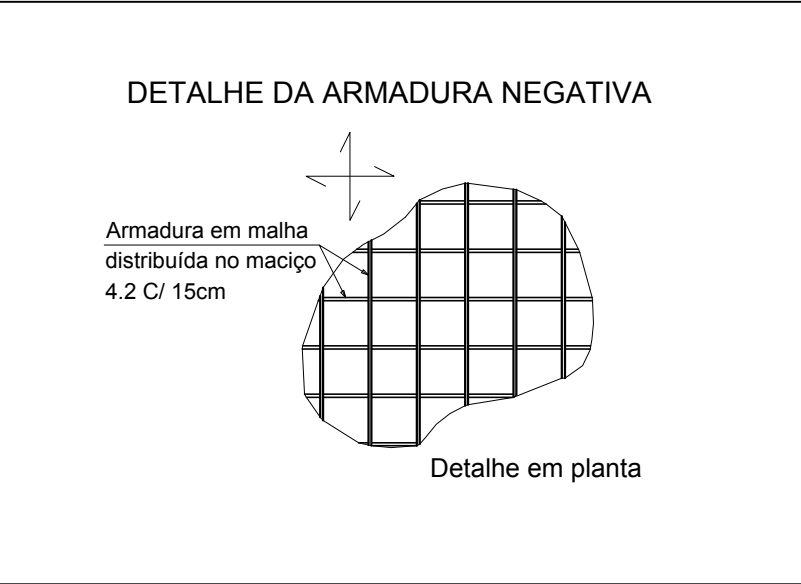 DETALHE DA ARMADURA NEGATIVA
Armadura em malha
distribuída no maciço
4.2 C/ 15cm
Detalhe em planta